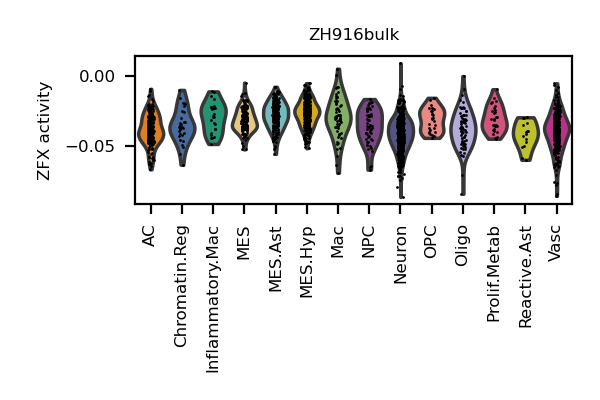 ZH916bulk
ZFX activity
0.00
−0.05
AC
Chromatin.Reg
Inflammatory.Mac
MES
MES.Ast
MES.Hyp
Mac
NPC
Neuron
OPC
Oligo
Prolif.Metab
Reactive.Ast
Vasc